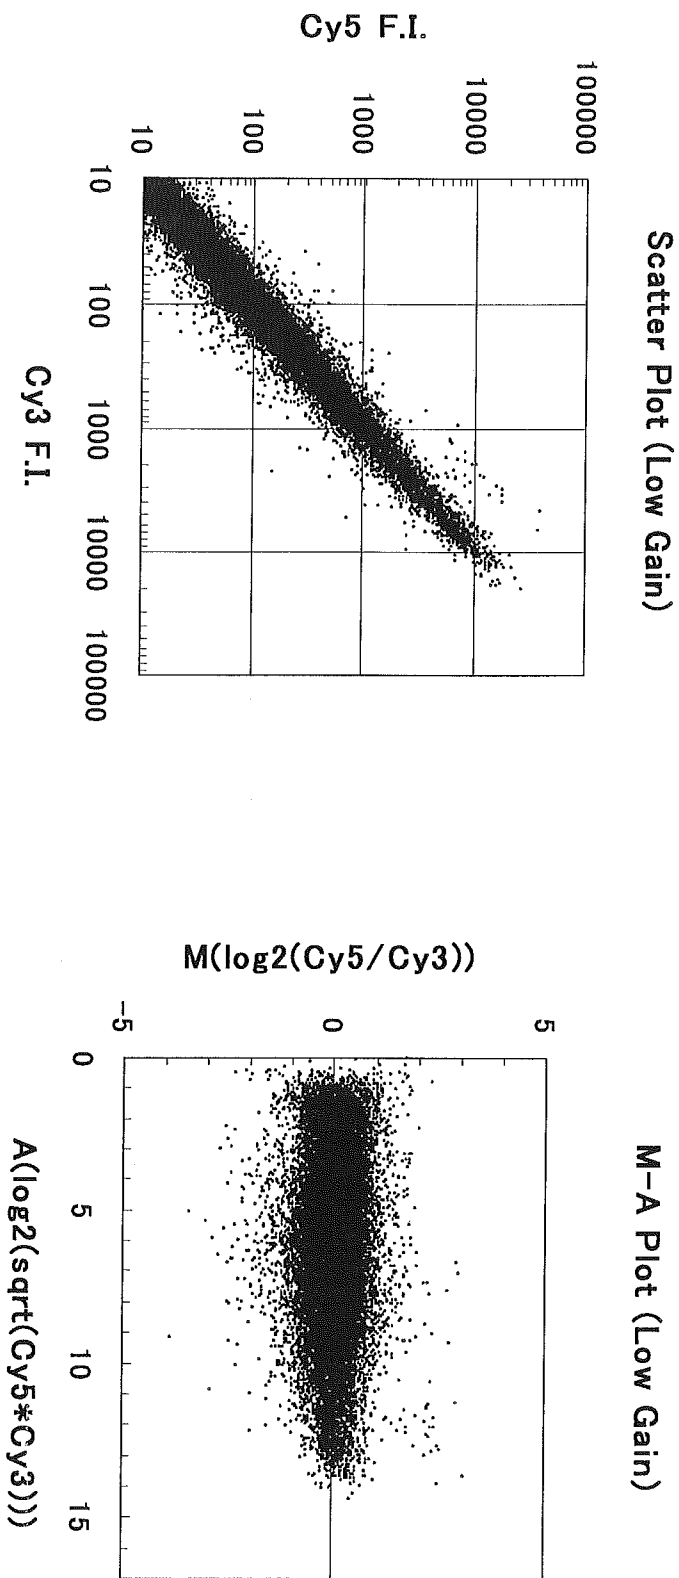 Scatter Plot (Low Gain)
Cy5 F.I.
100000
10000
1000
100
10
10
100
1000
10000
100000
Cy3 F.I.
M-A Plot (Low Gain)
M(log2(Cy5/Cy3))
5
0
-5
0
5
10
15
A(log2(sqrt(Cy5*Cy3)))